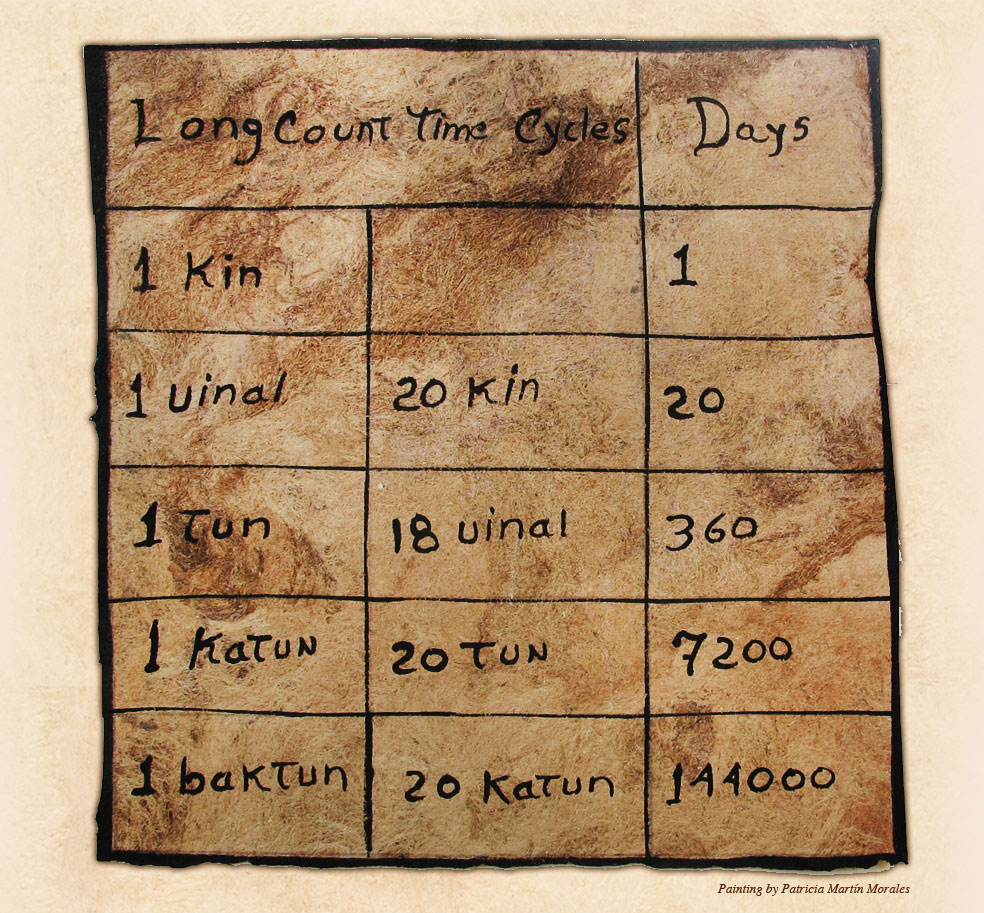 Long Count Time Cycles Days
1 Kin 1
1 uinal 20 Kin 20
1 Tun 18 uinal 360
1 Katun 20 Tun 7200
1 baktun 20 Katun 144000
Painting by Patricia Martín Morales